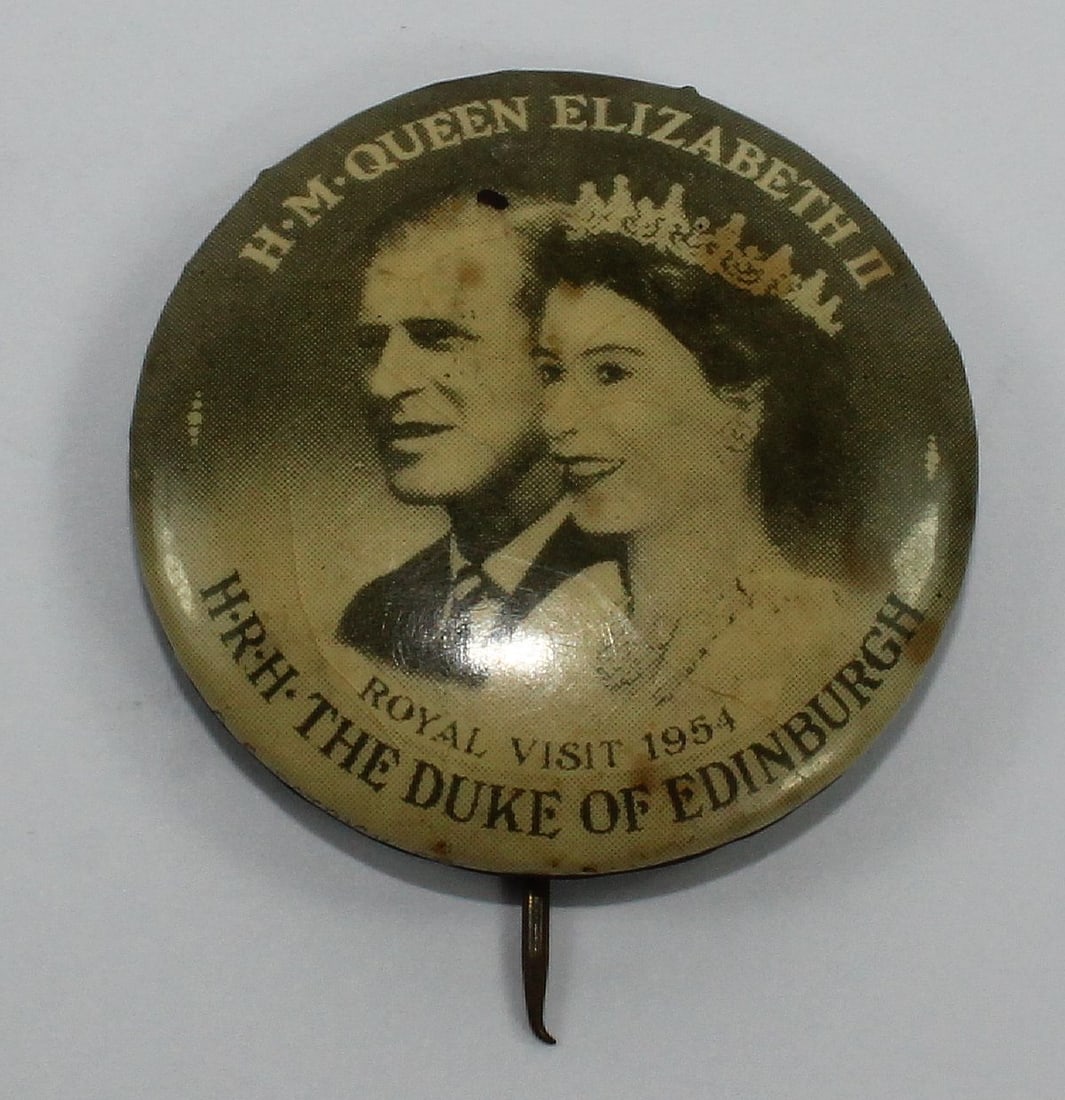 H·M·QUEEN ELIZABETH II
ROYAL VISIT 1954
H·R·H·THE DUKE OF EDINBURGH